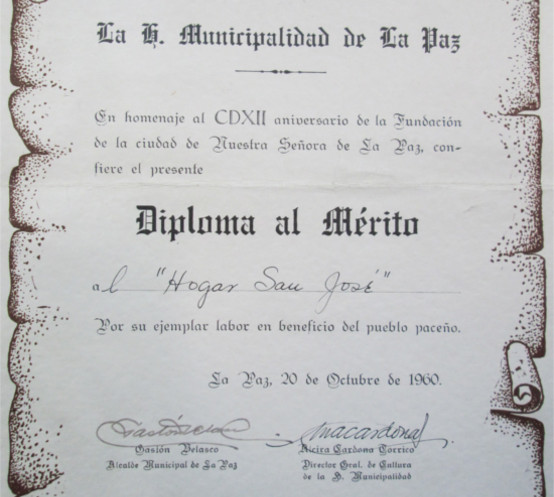 La H. Municipalidad de La Paz
En homenaje al CDXII aniversario de la Fundación
de la ciudad de Nuestra Señora de La Paz, con-
fiere el presente
Diploma al Mérito
al "Hogar San José"
Por su ejemplar labor en beneficio del pueblo paceño.
La Paz, 20 de Octubre de 1960.
Gastón Velasco
Alcalde Municipal de La Paz
Alcira Cardona Torrico
Director Gral. de Cultura
de la H. Municipalidad